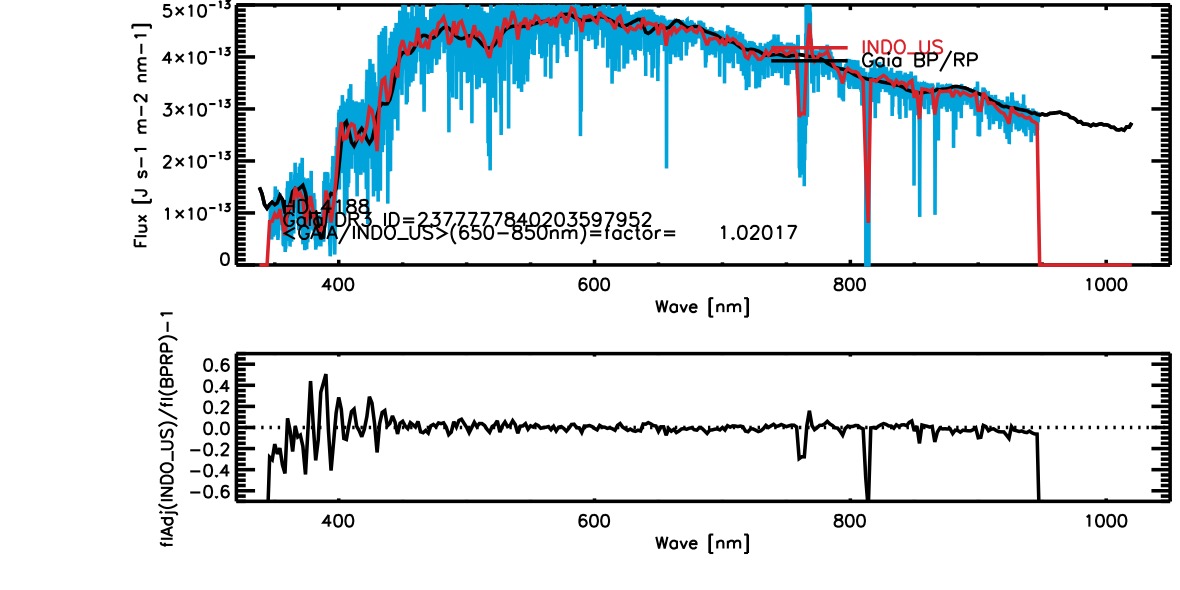 5×10−13
4×10−13
3×10−13
2×10−13
1×10−13
0
Flux [J s−1 m−2 nm−1]
INDO_US
Gaia BP/RP
HD 4188
Gaia DR3 ID=2377777840203597952
<GAIA/INDO_US>(650−850nm)=factor= 1.02017
400 600 800 1000
Wave [nm]
0.6
0.4
0.2
0.0
−0.2
−0.4
−0.6
flAdj(INDO_US)/fl(BPRP)−1
400 600 800 1000
Wave [nm]